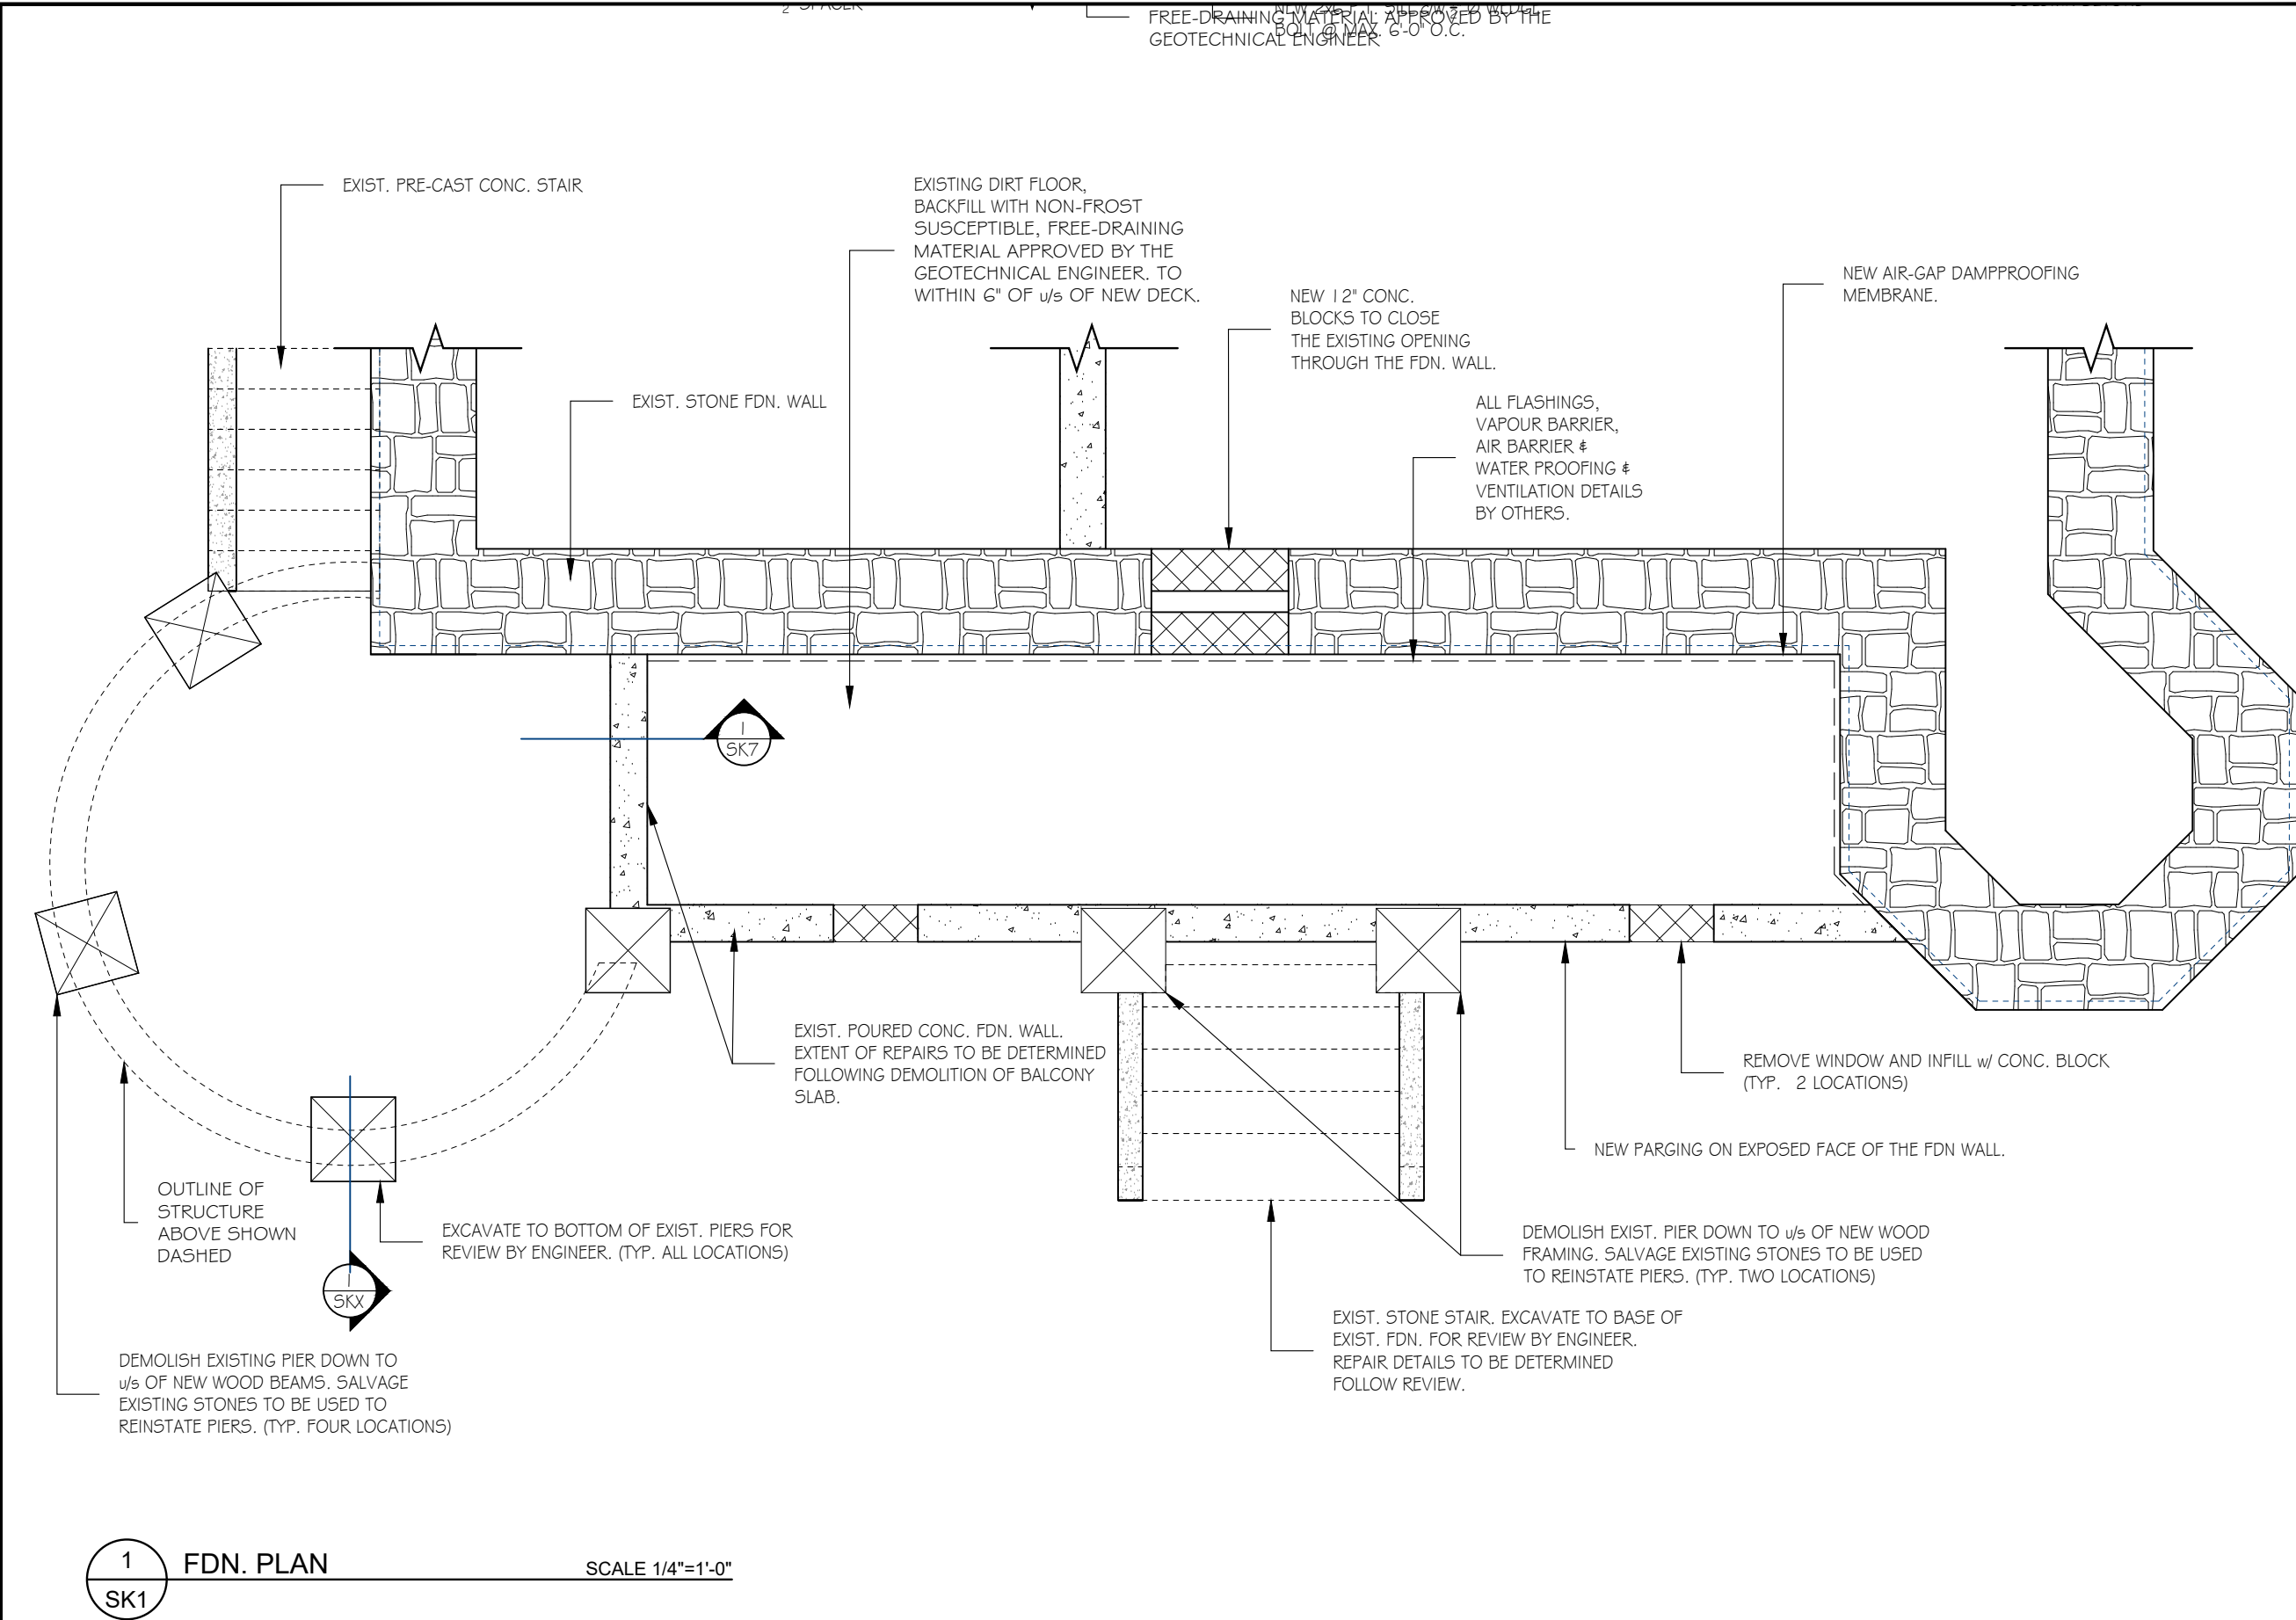 FREE-DRAINING MATERIAL APPROVED BY THE
GEOTECHNICAL ENGINEER
BOLT @ MAX. 6'-0" O.C.
EXIST. PRE-CAST CONC. STAIR
EXISTING DIRT FLOOR,
BACKFILL WITH NON-FROST
SUSCEPTIBLE, FREE-DRAINING
MATERIAL APPROVED BY THE
GEOTECHNICAL ENGINEER. TO
WITHIN 6" OF u/s OF NEW DECK.
NEW 12" CONC.
BLOCKS TO CLOSE
THE EXISTING OPENING
THROUGH THE FDN. WALL.
NEW AIR-GAP DAMPPROOFING
MEMBRANE.
EXIST. STONE FDN. WALL
ALL FLASHINGS,
VAPOUR BARRIER,
AIR BARRIER &
WATER PROOFING &
VENTILATION DETAILS
BY OTHERS.
1
SK7
EXIST. POURED CONC. FDN. WALL.
EXTENT OF REPAIRS TO BE DETERMINED
FOLLOWING DEMOLITION OF BALCONY
SLAB.
REMOVE WINDOW AND INFILL w/ CONC. BLOCK
(TYP. 2 LOCATIONS)
NEW PARGING ON EXPOSED FACE OF THE FDN WALL.
OUTLINE OF
STRUCTURE
ABOVE SHOWN
DASHED
EXCAVATE TO BOTTOM OF EXIST. PIERS FOR
REVIEW BY ENGINEER. (TYP. ALL LOCATIONS)
DEMOLISH EXIST. PIER DOWN TO u/s OF NEW WOOD
FRAMING. SALVAGE EXISTING STONES TO BE USED
TO REINSTATE PIERS. (TYP. TWO LOCATIONS)
1
SKX
EXIST. STONE STAIR. EXCAVATE TO BASE OF
EXIST. FDN. FOR REVIEW BY ENGINEER.
REPAIR DETAILS TO BE DETERMINED
FOLLOW REVIEW.
DEMOLISH EXISTING PIER DOWN TO
u/s OF NEW WOOD BEAMS. SALVAGE
EXISTING STONES TO BE USED TO
REINSTATE PIERS. (TYP. FOUR LOCATIONS)
1
SK1
FDN. PLAN
SCALE 1/4"=1'-0"